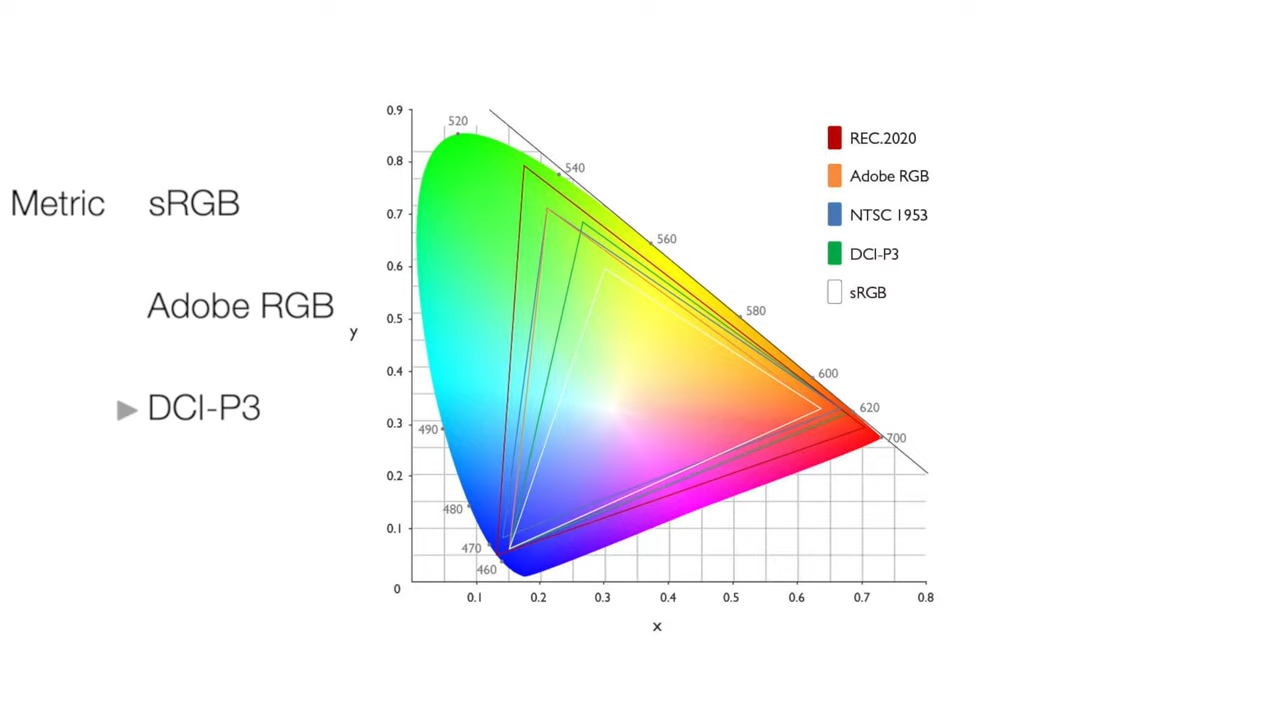 Metric sRGB
Adobe RGB
DCI-P3
0.9
0.8
0.7
0.6
0.5
0.4
0.3
0.2
0.1
0
y
0.1 0.2 0.3 0.4 0.5 0.6 0.7 0.8
x
520
540
560
580
600
620
700
490
480
470
460
REC.2020
Adobe RGB
NTSC 1953
DCI-P3
sRGB